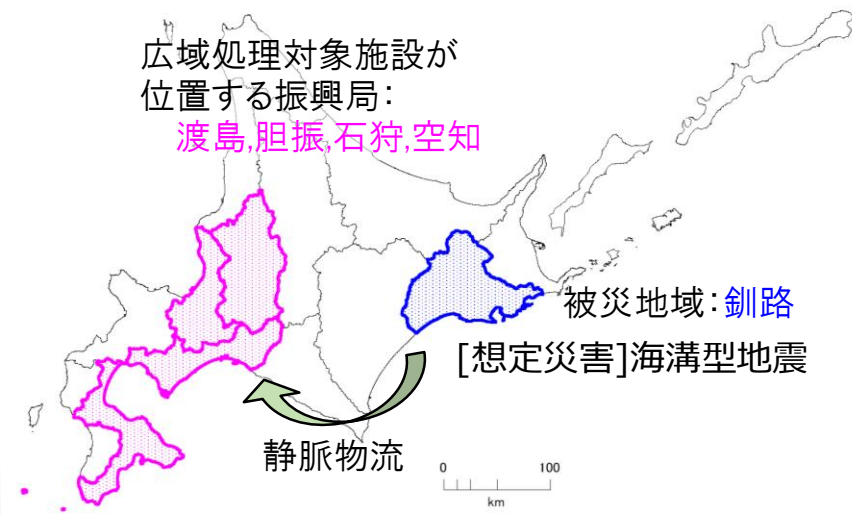 広域処理対象施設が
位置する振興局：
渡島,胆振,石狩,空知
被災地域：釧路
[想定災害]海溝型地震
静脈物流
0 100
km